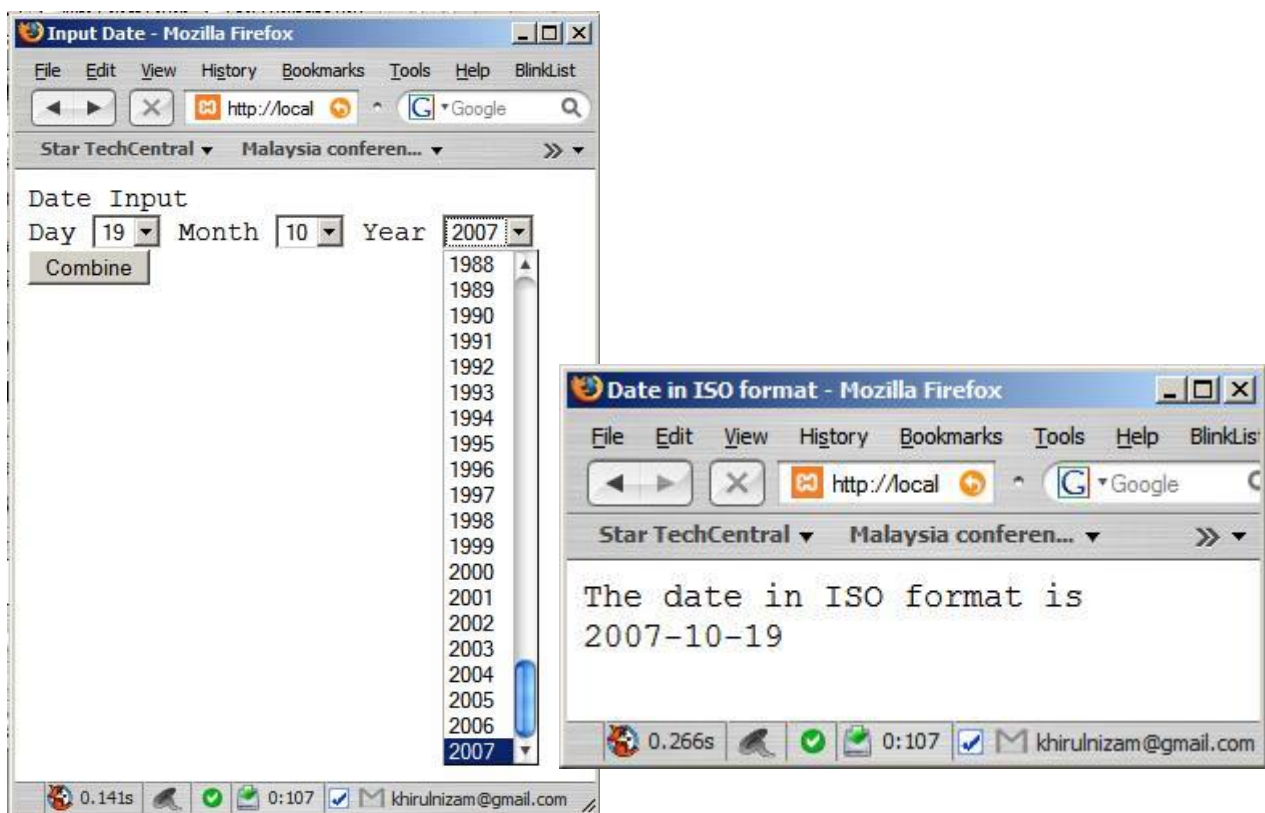 Input Date - Mozilla Firefox
File Edit View History Bookmarks Tools Help BlinkList
http://local G Google
Star TechCentral Malaysia conferen...
Date Input
Day 19 Month 10 Year 2007
Combine
1988
1989
1990
1991
1992
1993
1994
1995
1996
1997
1998
1999
2000
2001
2002
2003
2004
2005
2006
2007
0.141s 0:107 khirulnizam@gmail.com
Date in ISO format - Mozilla Firefox
File Edit View History Bookmarks Tools Help BlinkLis
http://local G Google
Star TechCentral Malaysia conferen...
The date in ISO format is
2007-10-19
0.266s 0:107 khirulnizam@gmail.com